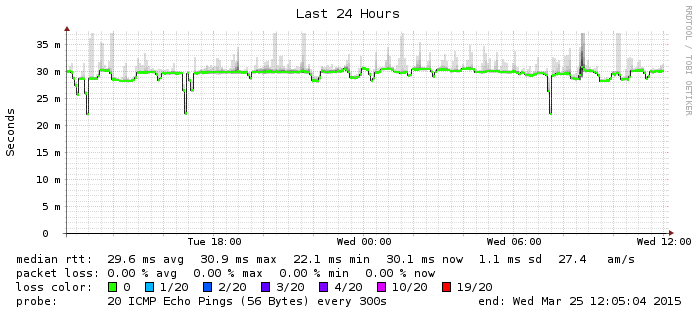 Last 24 Hours
RRDTOOL / TOBI OETIKER
Seconds
35 m
30 m
25 m
20 m
15 m
10 m
5 m
0
Tue 18:00 Wed 00:00 Wed 06:00 Wed 12:00
median rtt: 29.6 ms avg 30.9 ms max 22.1 ms min 30.1 ms now 1.1 ms sd 27.4 am/s
packet loss: 0.00 % avg 0.00 % max 0.00 % min 0.00 % now
loss color: 0 1/20 2/20 3/20 4/20 10/20 19/20
probe: 20 ICMP Echo Pings (56 Bytes) every 300s end: Wed Mar 25 12:05:04 2015